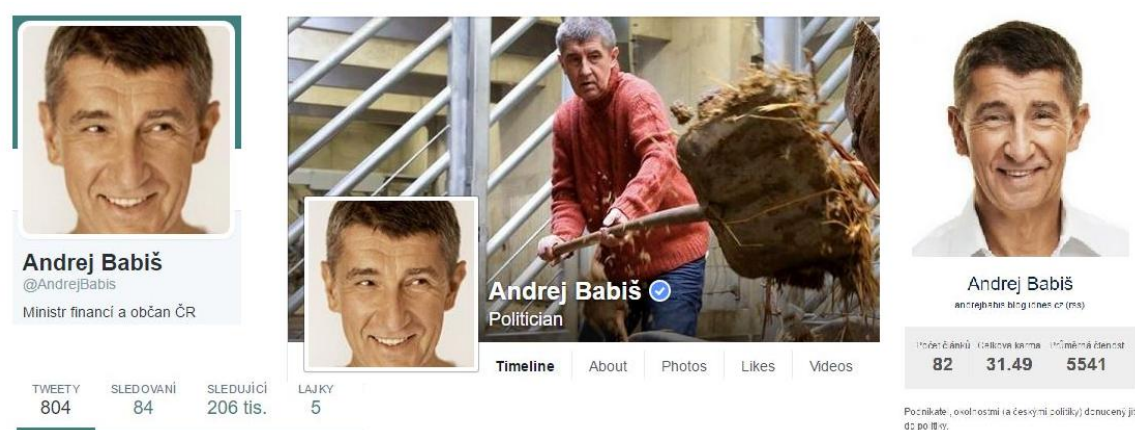 Andrej Babiš
@AndrejBabis
Ministr financí a občan ČR
TWEETY SLEDOVANÍ SLEDUJÍCÍ LAJKY
804 84 206 tis. 5
Andrej Babiš
Politician
Timeline About Photos Likes Videos
Andrej Babiš
andrejbabis.blog.idnes.cz (rss)
Počet článků Celková karma Průměrná čtenost
82 31.49 5541
Podnikatel, okolnostmi (a českými politiky) donucený jít
do politiky.